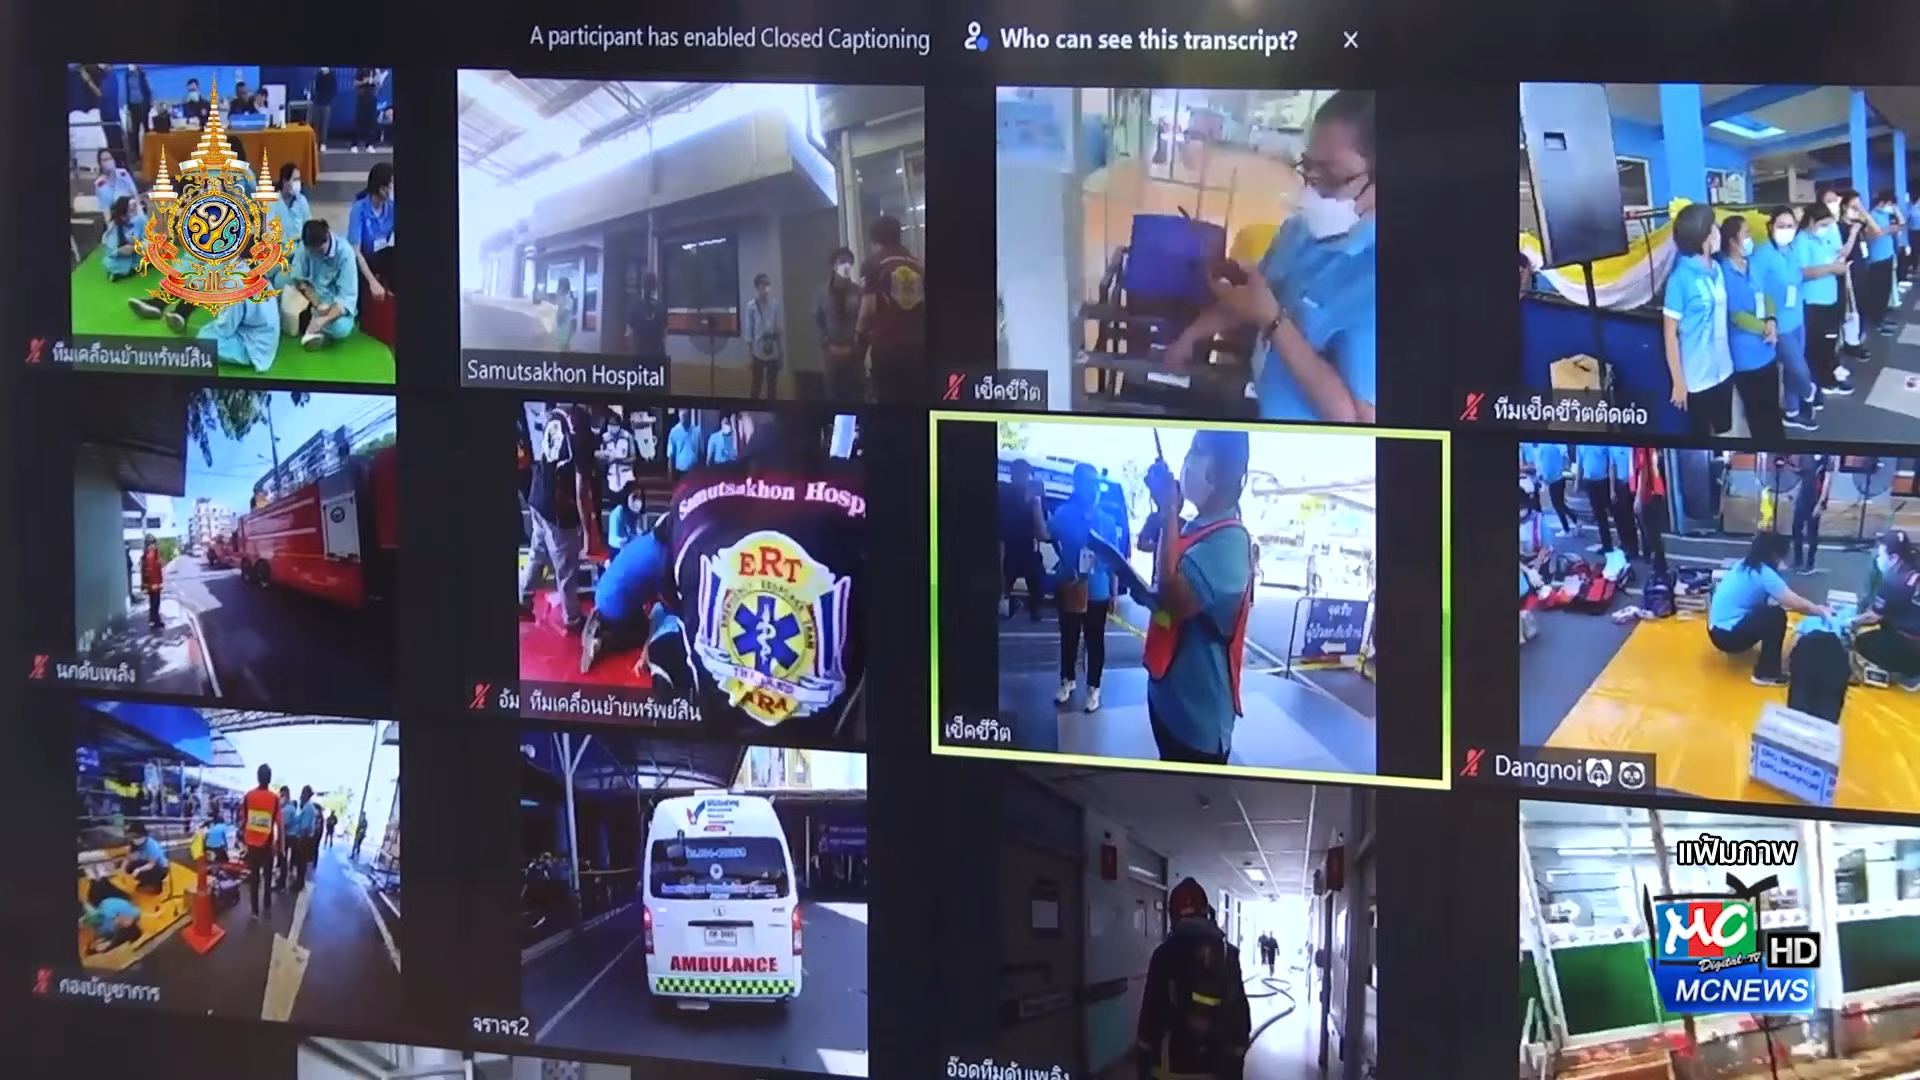 A participant has enabled Closed Captioning
Who can see this transcript?
ทีมเคลื่อนย้ายทรัพย์สิน
Samutsakhon Hospital
เช็คชีวิต
ทีมเช็คชีวิตติดต่อ
นกดับเพลิง
อ้ม ทีมเคลื่อนย้ายทรัพย์สิน
Samutsakhon Hosp
ERT
เช็คชีวิต
Dangnoi
กองบัญชาการ
AMBULANCE
จราจร2
อ๊อดทีมดับเพลิง
แฟ้มภาพ
MC
Digital TV
HD
MCNEWS